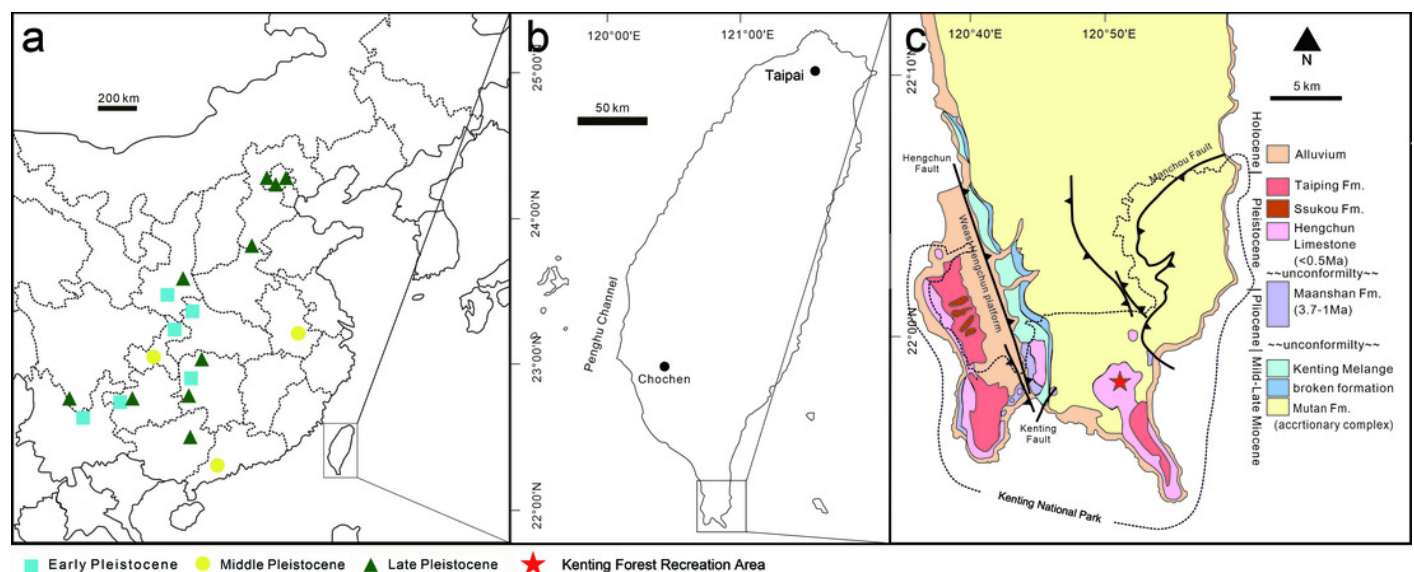 a
200 km
b
120°00'E
121°00'E
25°00'N
24°00'N
23°00'N
22°00'N
Taipai
50 km
Penghu Channel
Chochen
c
120°40'E
120°50'E
22°10'N
22°00'N
N
5 km
Hengchun
Fault
Weast Hengchun platform
Manchou Fault
Kenting
Fault
Kenting National Park
Holocene
Pleistocene
Pliocene
Mild-Late Miocene
Alluvium
Taiping Fm.
Ssukou Fm.
Hengchun
Limestone
(<0.5Ma)
~~unconformilty~~
Maanshan Fm.
(3.7-1Ma)
~~unconformilty~~
Kenting Melange
broken formation
Mutan Fm.
(accrtionary complex)
Early Pleistocene
Middle Pleistocene
Late Pleistocene
Kenting Forest Recreation Area